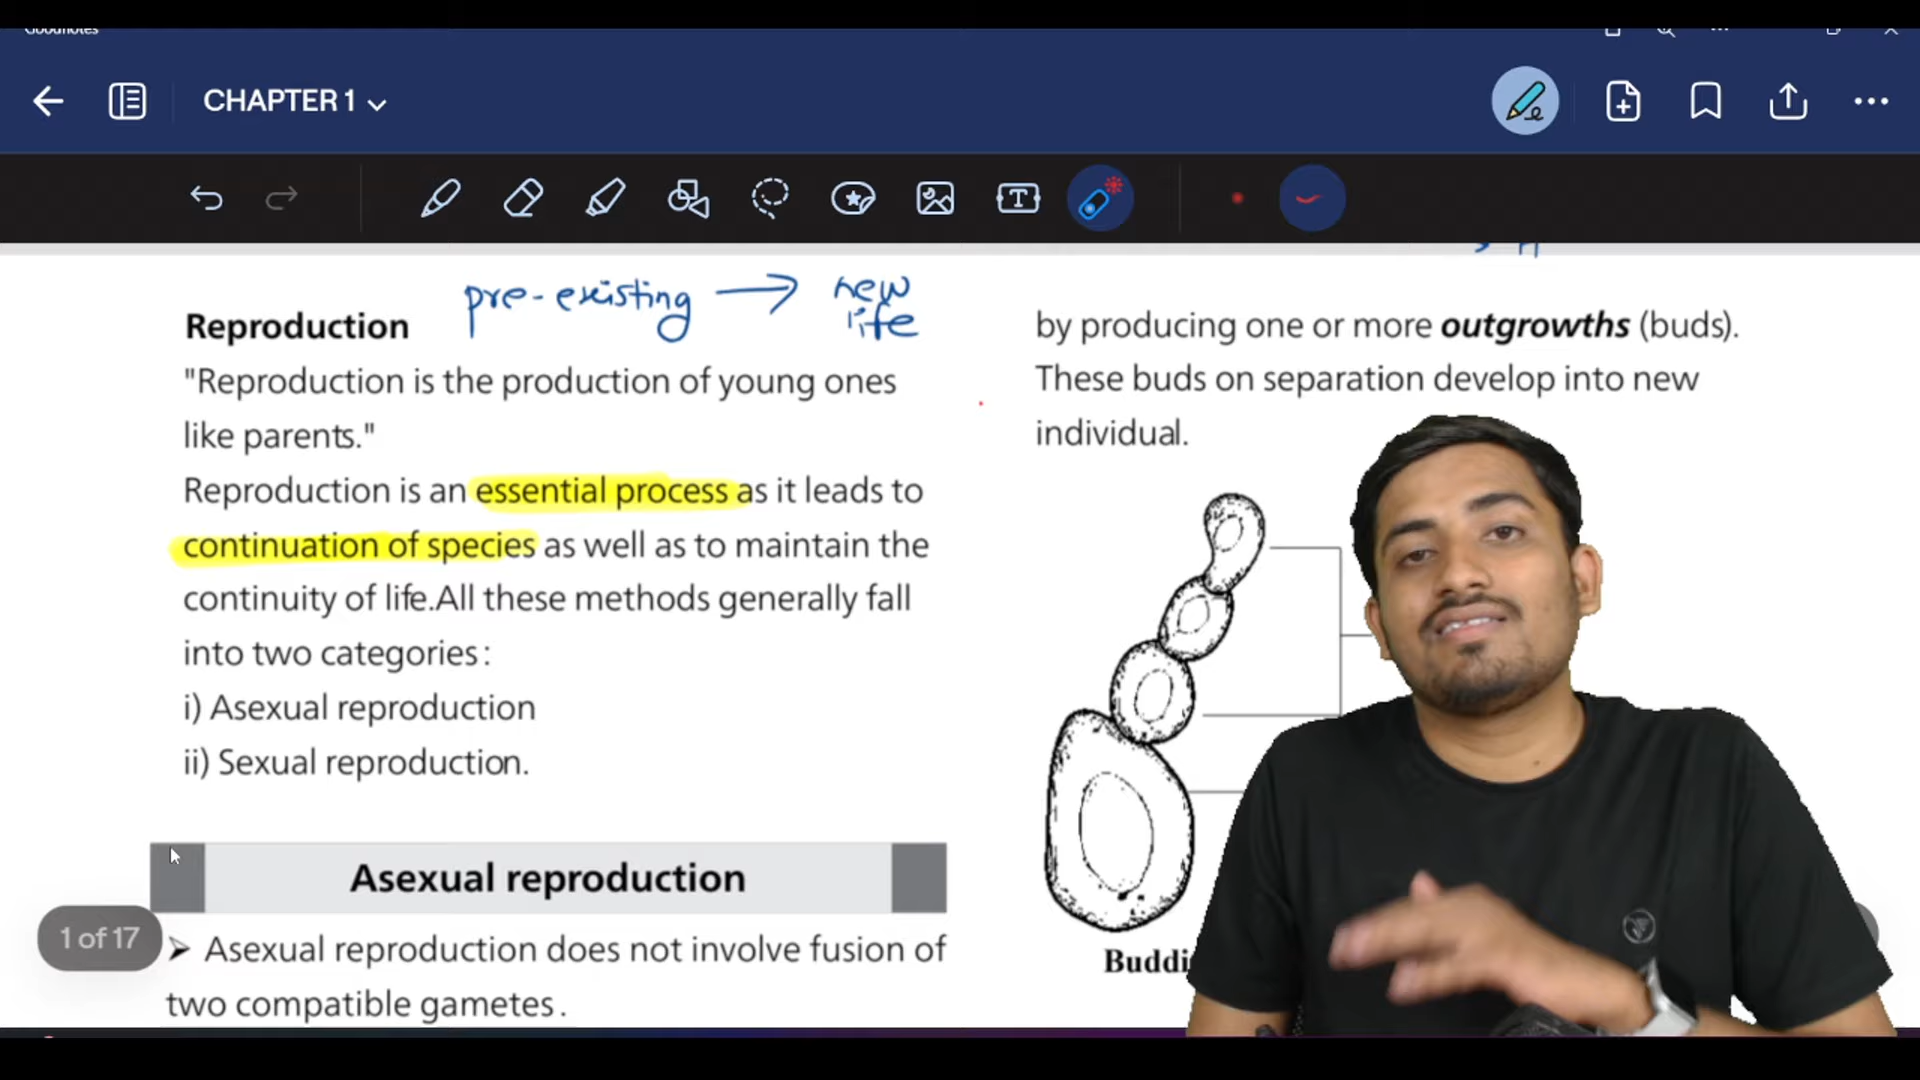 Goodnotes
CHAPTER 1
pre-existing → new life
Reproduction
"Reproduction is the production of young ones
like parents."
Reproduction is an essential process as it leads to
continuation of species as well as to maintain the
continuity of life.All these methods generally fall
into two categories :
i) Asexual reproduction
ii) Sexual reproduction.
Asexual reproduction
1 of 17
➤ Asexual reproduction does not involve fusion of
two compatible gametes .
by producing one or more outgrowths (buds).
These buds on separation develop into new
individual.
Buddi